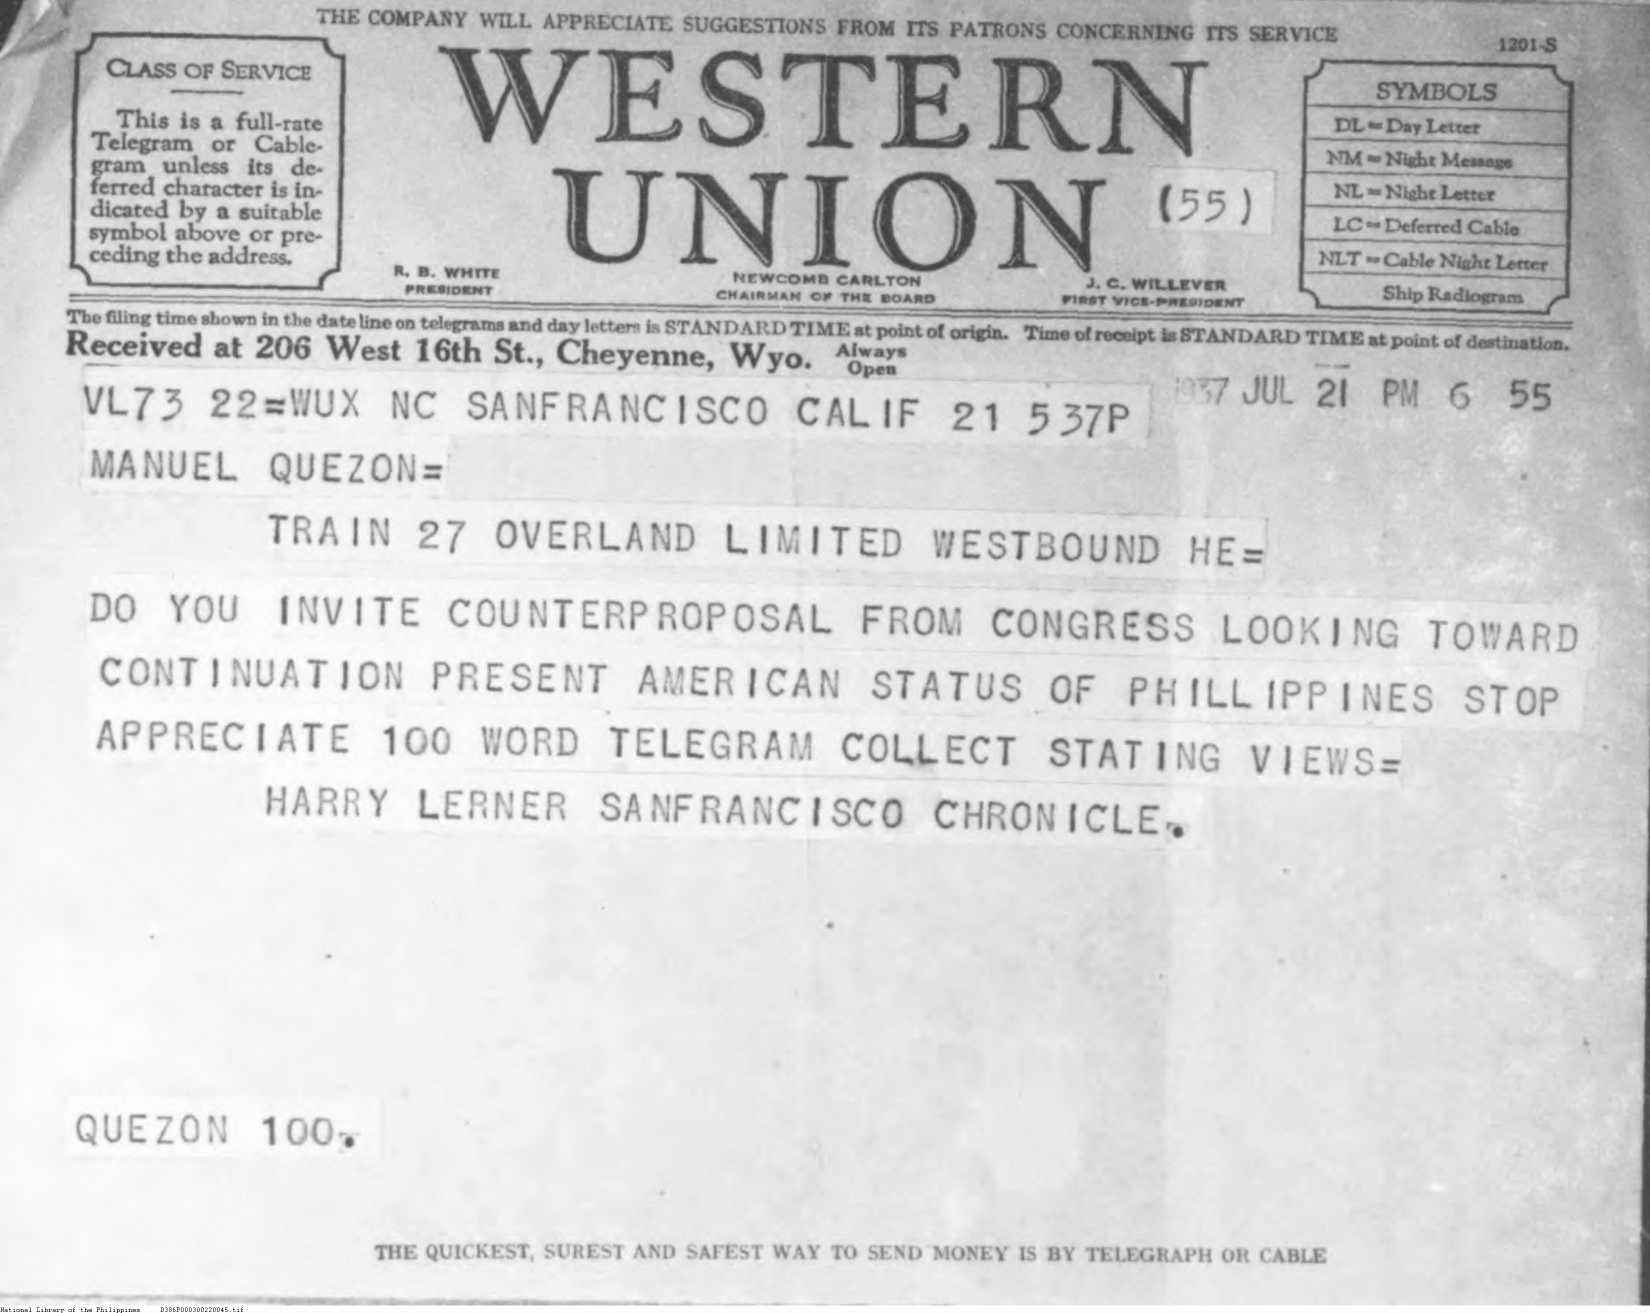 THE COMPANY WILL APPRECIATE SUGGESTIONS FROM ITS PATRONS CONCERNING ITS SERVICE
1201-S
CLASS OF SERVICE
This is a full-rate
Telegram or Cable-
gram unless its de-
ferred character is in-
dicated by a suitable
symbol above or pre-
ceding the address.
WESTERN
UNION (55)
R. B. WHITE
PRESIDENT
NEWCOMB CARLTON
CHAIRMAN OF THE BOARD
J. C. WILLEVER
FIRST VICE-PRESIDENT
SYMBOLS
DL = Day Letter
NM = Night Message
NL = Night Letter
LC = Deferred Cable
NLT = Cable Night Letter
Ship Radiogram
The filing time shown in the date line on telegrams and day letters is STANDARD TIME at point of origin. Time of receipt is STANDARD TIME at point of destination.
Received at 206 West 16th St., Cheyenne, Wyo. Always Open
1937 JUL 21 PM 6 55
VL73 22=WUX NC SANFRANCISCO CALIF 21 537P
MANUEL QUEZON=
TRAIN 27 OVERLAND LIMITED WESTBOUND HE=
DO YOU INVITE COUNTERPROPOSAL FROM CONGRESS LOOKING TOWARD
CONTINUATION PRESENT AMERICAN STATUS OF PHILLIPPINES STOP
APPRECIATE 100 WORD TELEGRAM COLLECT STATING VIEWS=
HARRY LERNER SANFRANCISCO CHRONICLE.
QUEZON 100.
THE QUICKEST, SUREST AND SAFEST WAY TO SEND MONEY IS BY TELEGRAPH OR CABLE
National Library of the Philippines D386P000300220045.tif